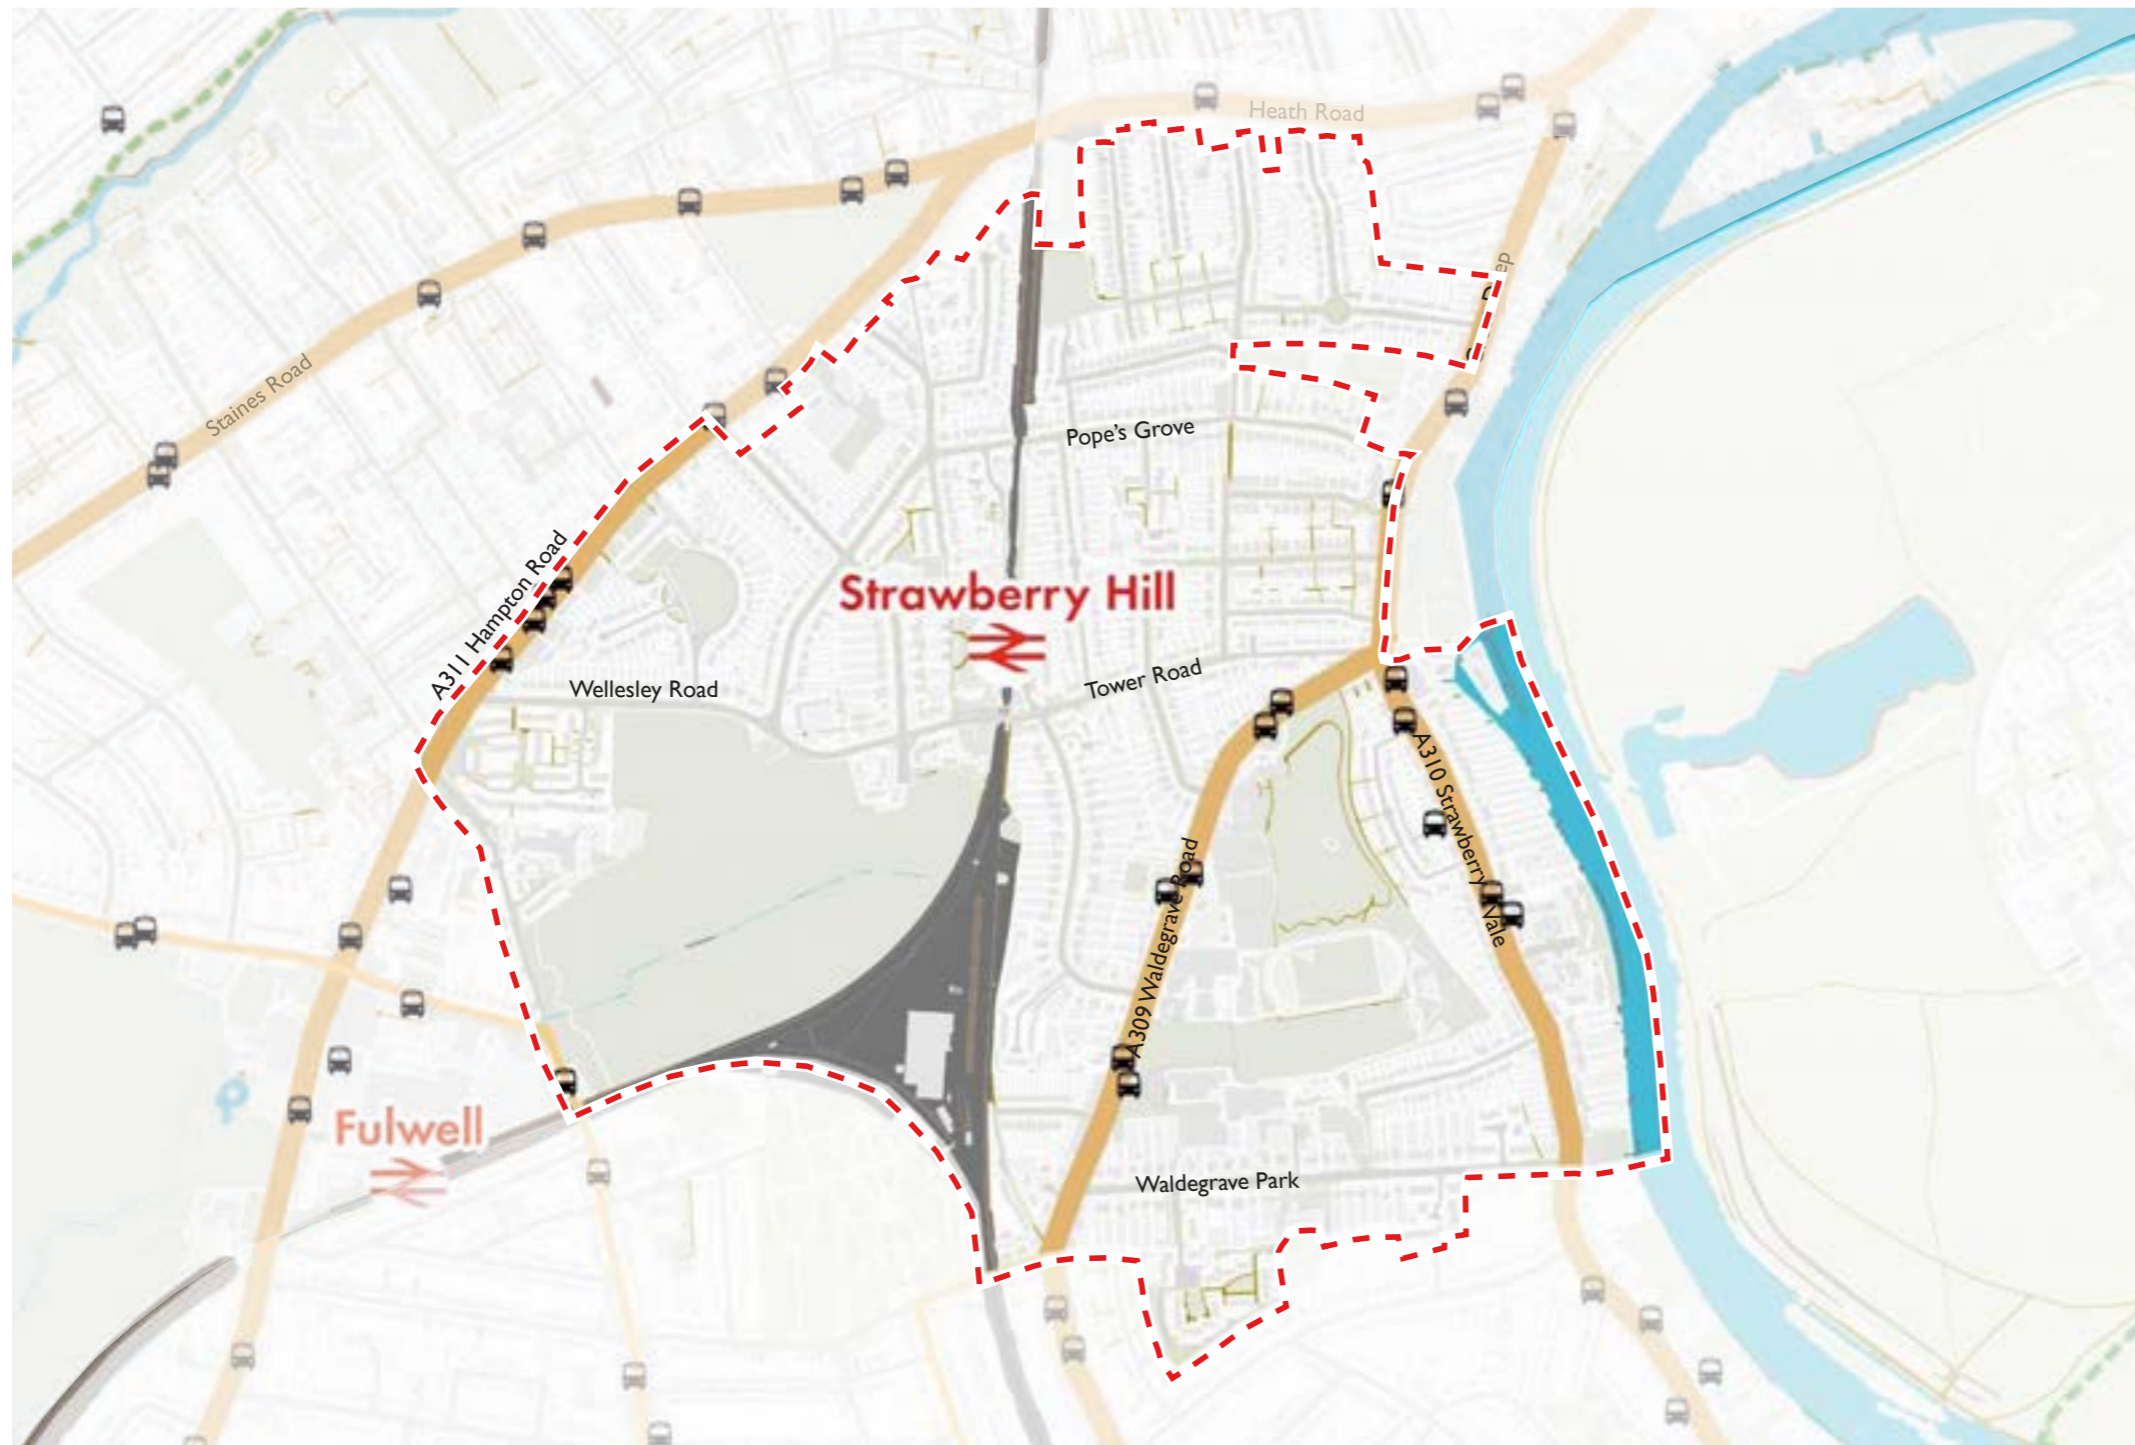 Heath Road
Staines Road
Pope's Grove
A311 Hampton Road
Strawberry Hill
Wellesley Road
Tower Road
A310 Strawberry Vale
A309 Waldegrave Road
Fulwell
Waldegrave Park